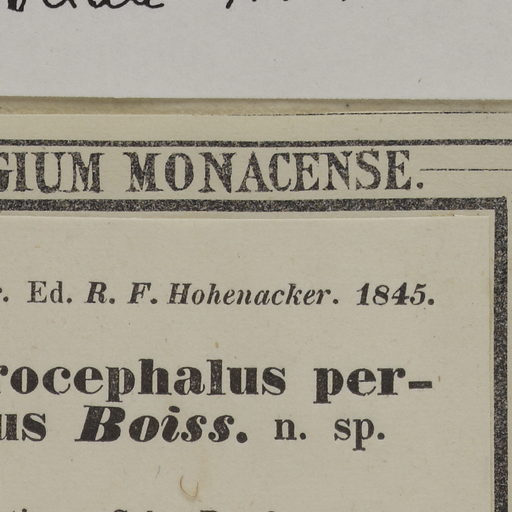 GIUM MONACENSE.
r. Ed. R. F. Hohenacker. 1845.
rocephalus per-
us Boiss. n. sp.